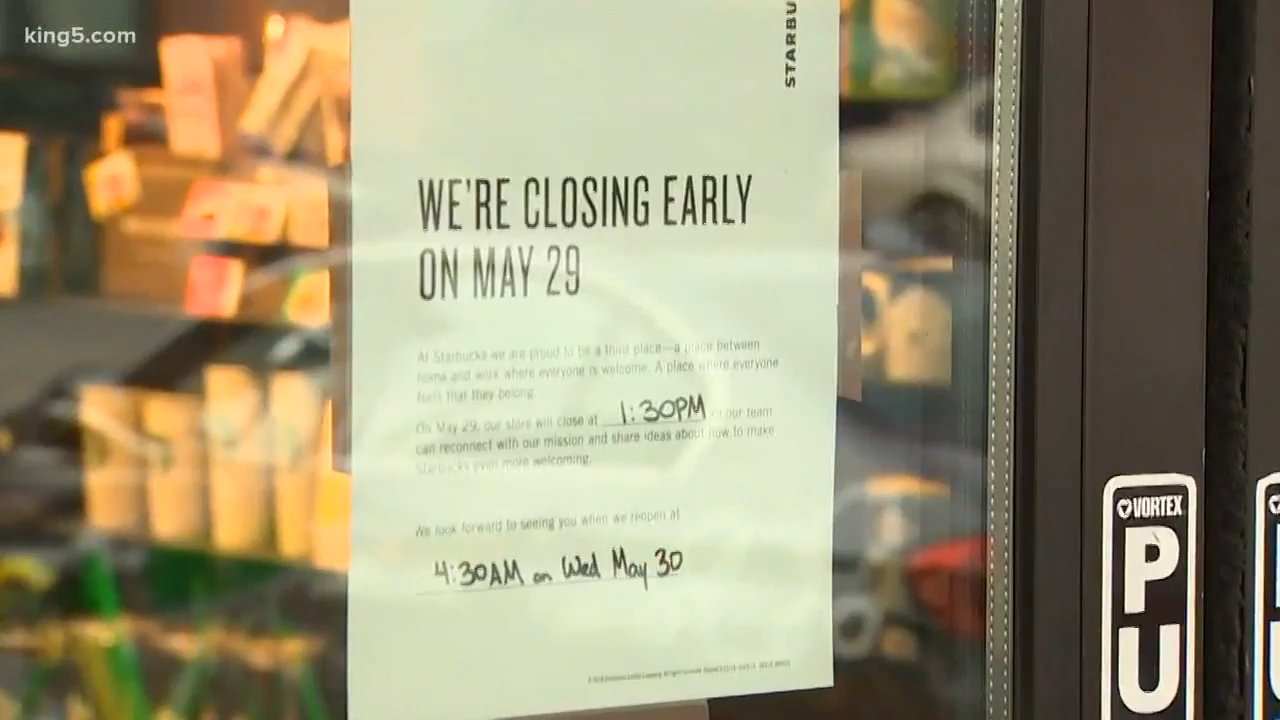 king5.com
STARBU
WE'RE CLOSING EARLY
ON MAY 29
At Starbucks we are proud to be a third place—a place between
home and work where everyone is welcome. A place where everyone
feels that they belong.
On May 29, our store will close at 1:30PM so our team
can reconnect with our mission and share ideas about how to make
Starbucks even more welcoming.
We look forward to seeing you when we reopen at
4:30AM on Wed May 30
VORTEX
P
U